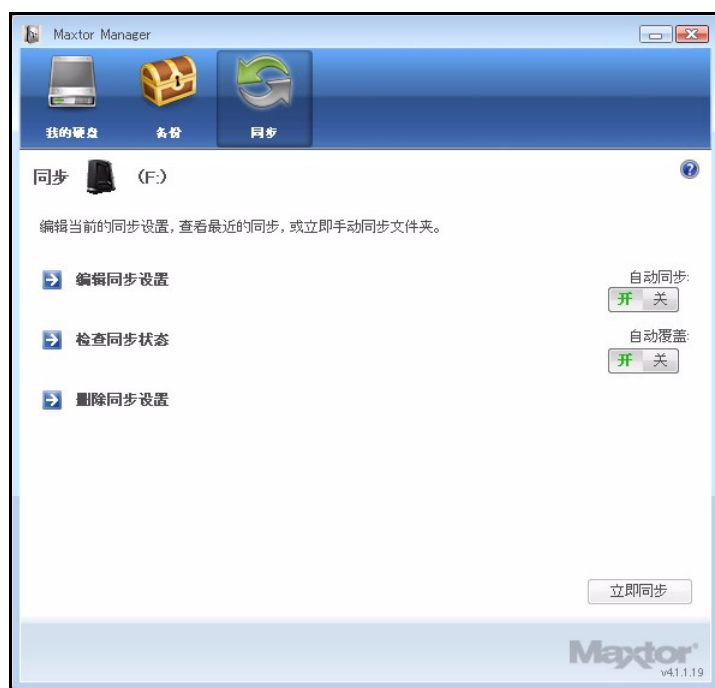 Maxtor Manager
我的硬盘 备份 同步
同步 (F:)
编辑当前的同步设置, 查看最近的同步, 或立即手动同步文件夹。
编辑同步设置
自动同步:
开 关
检查同步状态
自动覆盖:
开 关
删除同步设置
立即同步
Maxtor
v4.1.1.19